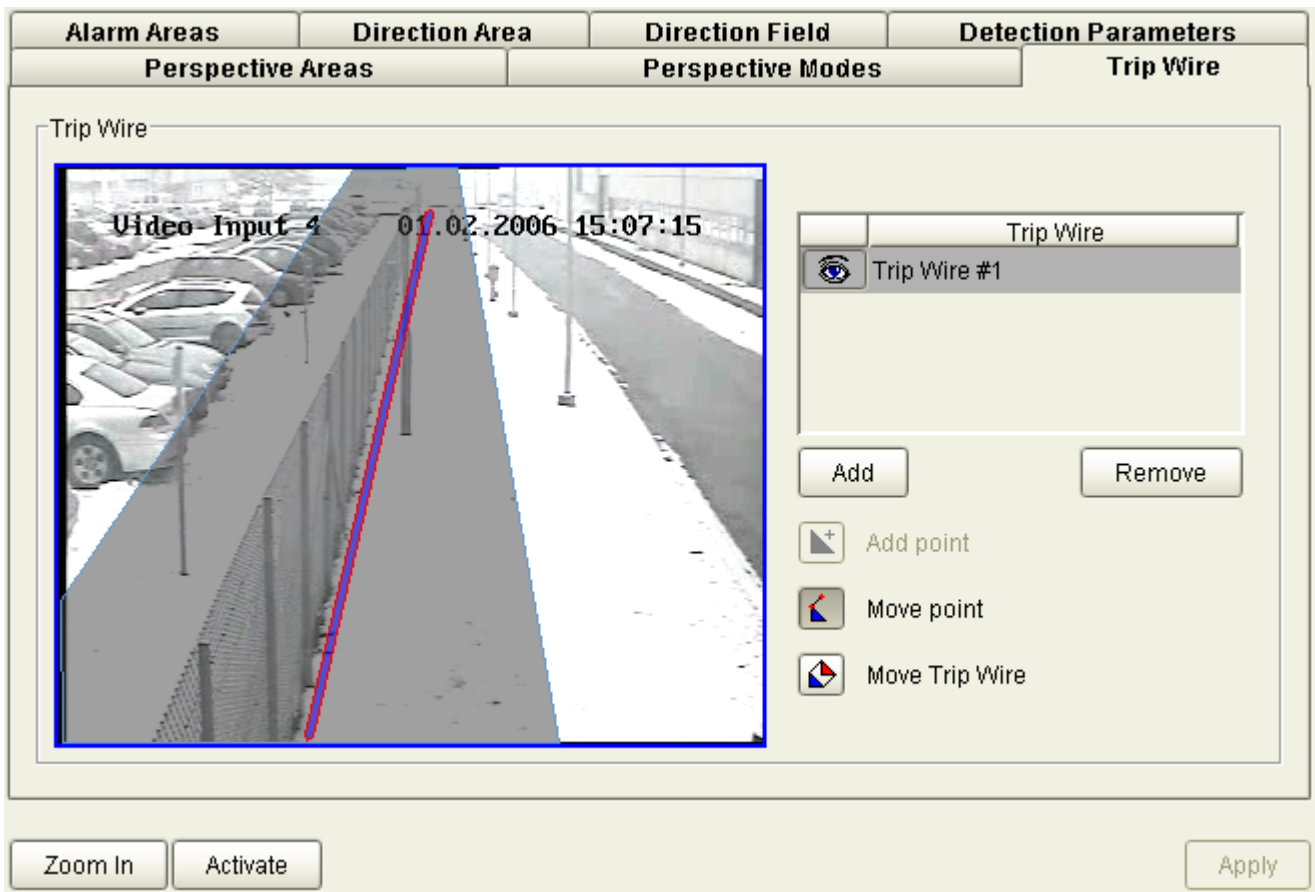 Alarm Areas
Direction Area
Direction Field
Detection Parameters
Perspective Areas
Perspective Modes
Trip Wire
Trip Wire
Video Input 4 01.02.2006 15:07:15
Trip Wire
Trip Wire #1
Add
Remove
Add point
Move point
Move Trip Wire
Zoom In
Activate
Apply